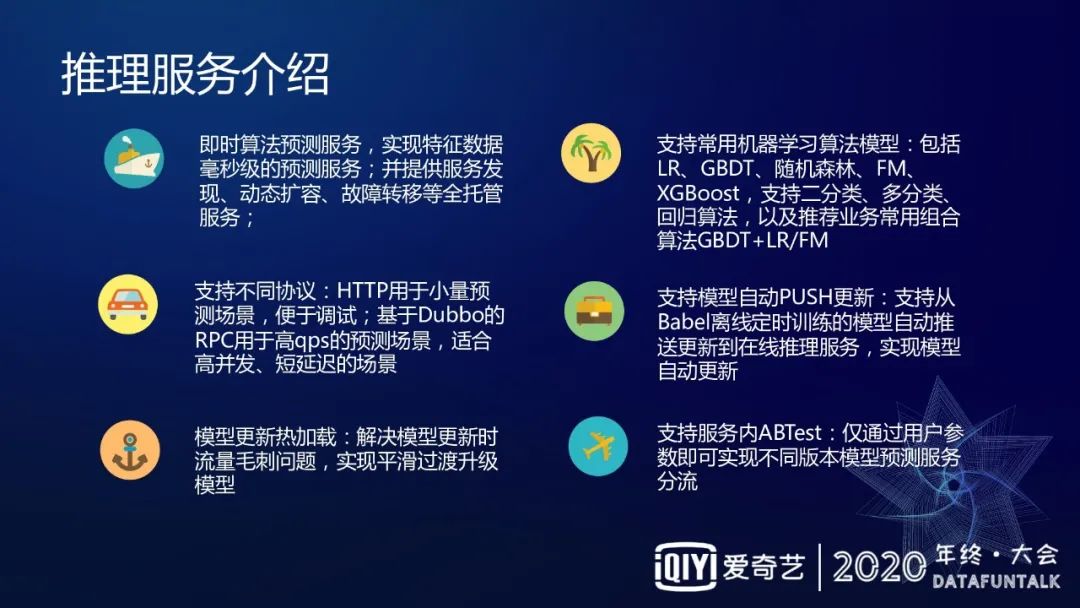 推理服务介绍
即时算法预测服务，实现特征数据
毫秒级的预测服务；并提供服务发
现、动态扩容、故障转移等全托管
服务；
支持不同协议：HTTP用于小量预
测场景，便于调试；基于Dubbo的
RPC用于高qps的预测场景，适合
高并发、短延迟的场景
模型更新热加载：解决模型更新时
流量毛刺问题，实现平滑过渡升级
模型
支持常用机器学习算法模型：包括
LR、GBDT、随机森林、FM、
XGBoost，支持二分类、多分类、
回归算法，以及推荐业务常用组合
算法GBDT+LR/FM
支持模型自动PUSH更新：支持从
Babel离线定时训练的模型自动推
送更新到在线推理服务，实现模型
自动更新
支持服务内ABTest：仅通过用户参
数即可实现不同版本模型预测服务
分流
iQIYI 爱奇艺 2020 年终·大会
DATAFUNTALK